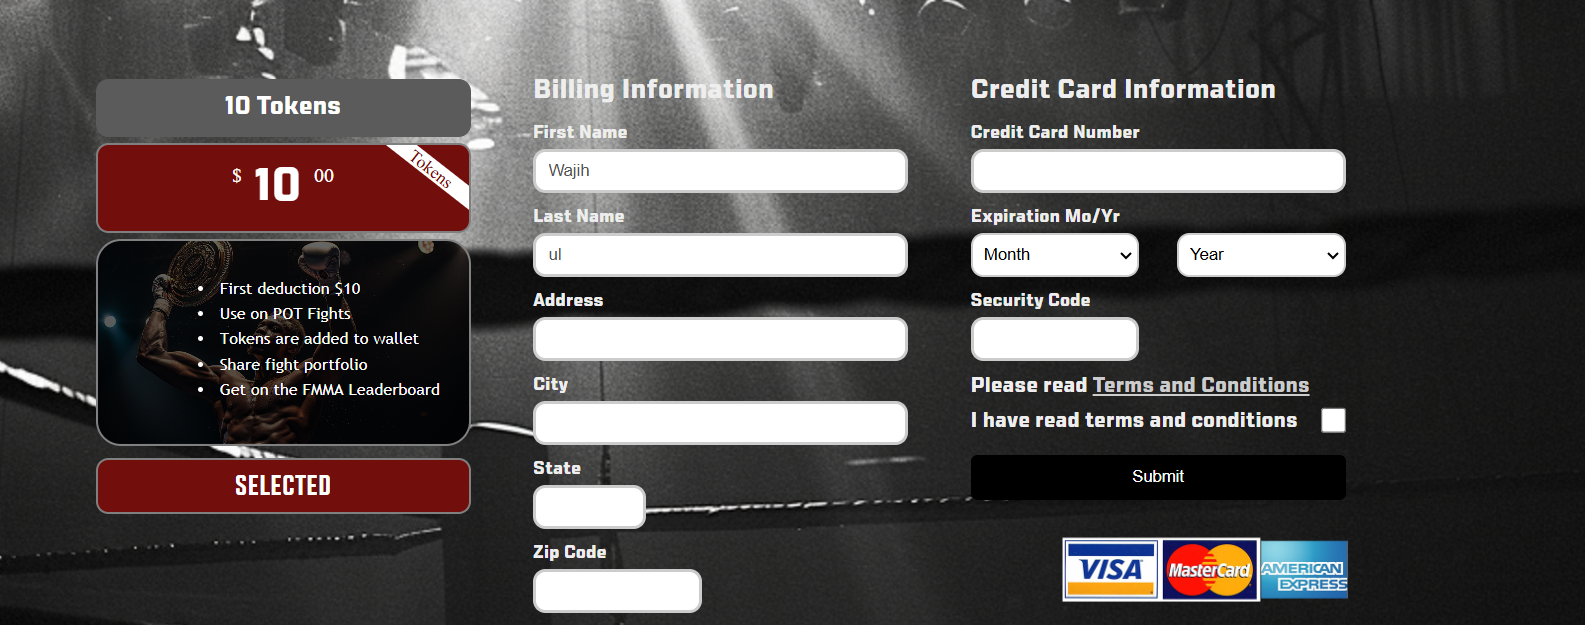 10 Tokens
$ 10 00
Tokens
First deduction $10
Use on POT Fights
Tokens are added to wallet
Share fight portfolio
Get on the FMMA Leaderboard
SELECTED
Billing Information
First Name
Wajih
Last Name
ul
Address
City
State
Zip Code
Credit Card Information
Credit Card Number
Expiration Mo/Yr
Month Year
Security Code
Please read Terms and Conditions
I have read terms and conditions
Submit
VISA MasterCard AMERICAN EXPRESS